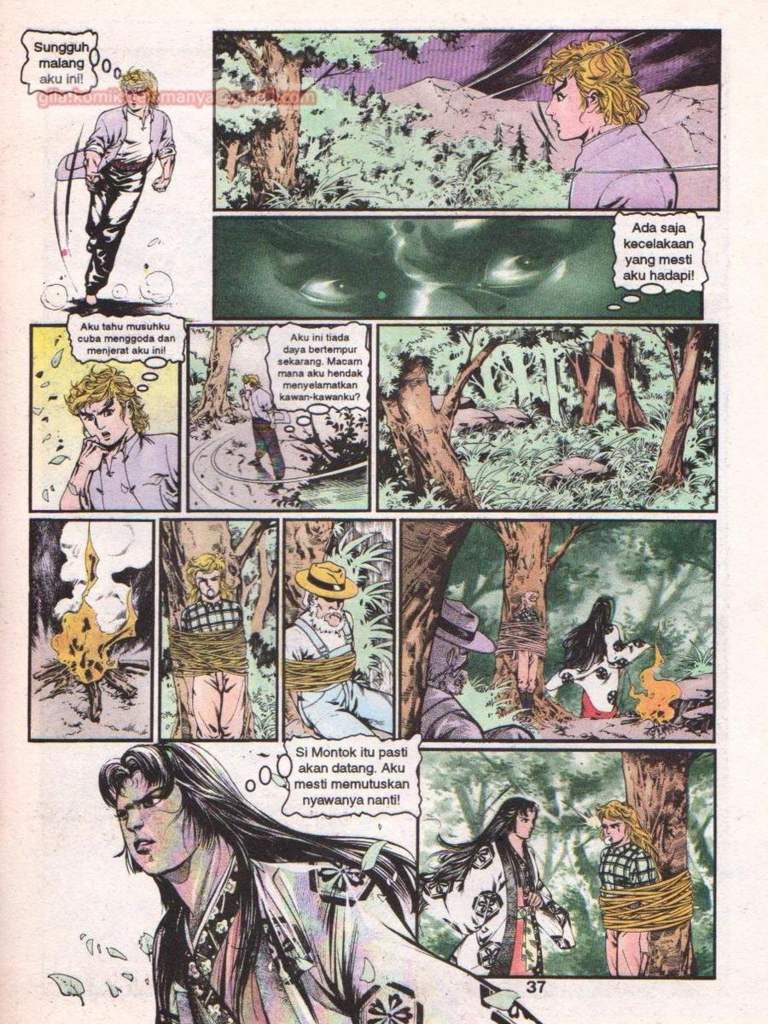 Sungguh
malang
aku ini!
Ada saja
kecelakaan
yang mesti
aku hadapi!
Aku tahu musuhku
cuba menggoda dan
menjerat aku ini!
Aku ini tiada
daya bertempur
sekarang. Macam
mana aku hendak
menyelamatkan
kawan-kawanku?
Si Montok itu pasti
akan datang. Aku
mesti memutuskan
nyawanya nanti!
37